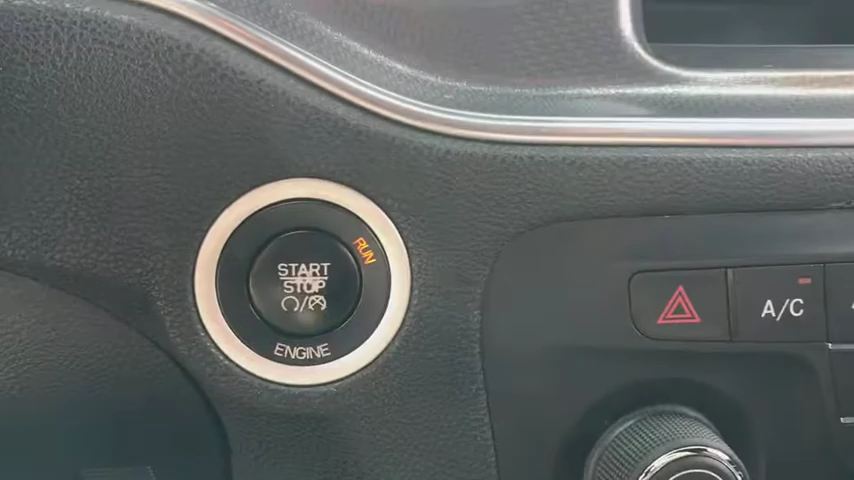 RUN
START
STOP
ENGINE
A/C